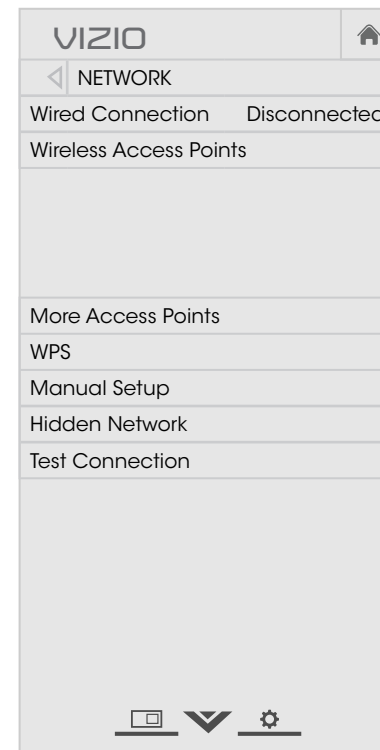 VIZIO
NETWORK
Wired Connection Disconnected
Wireless Access Points
More Access Points
WPS
Manual Setup
Hidden Network
Test Connection